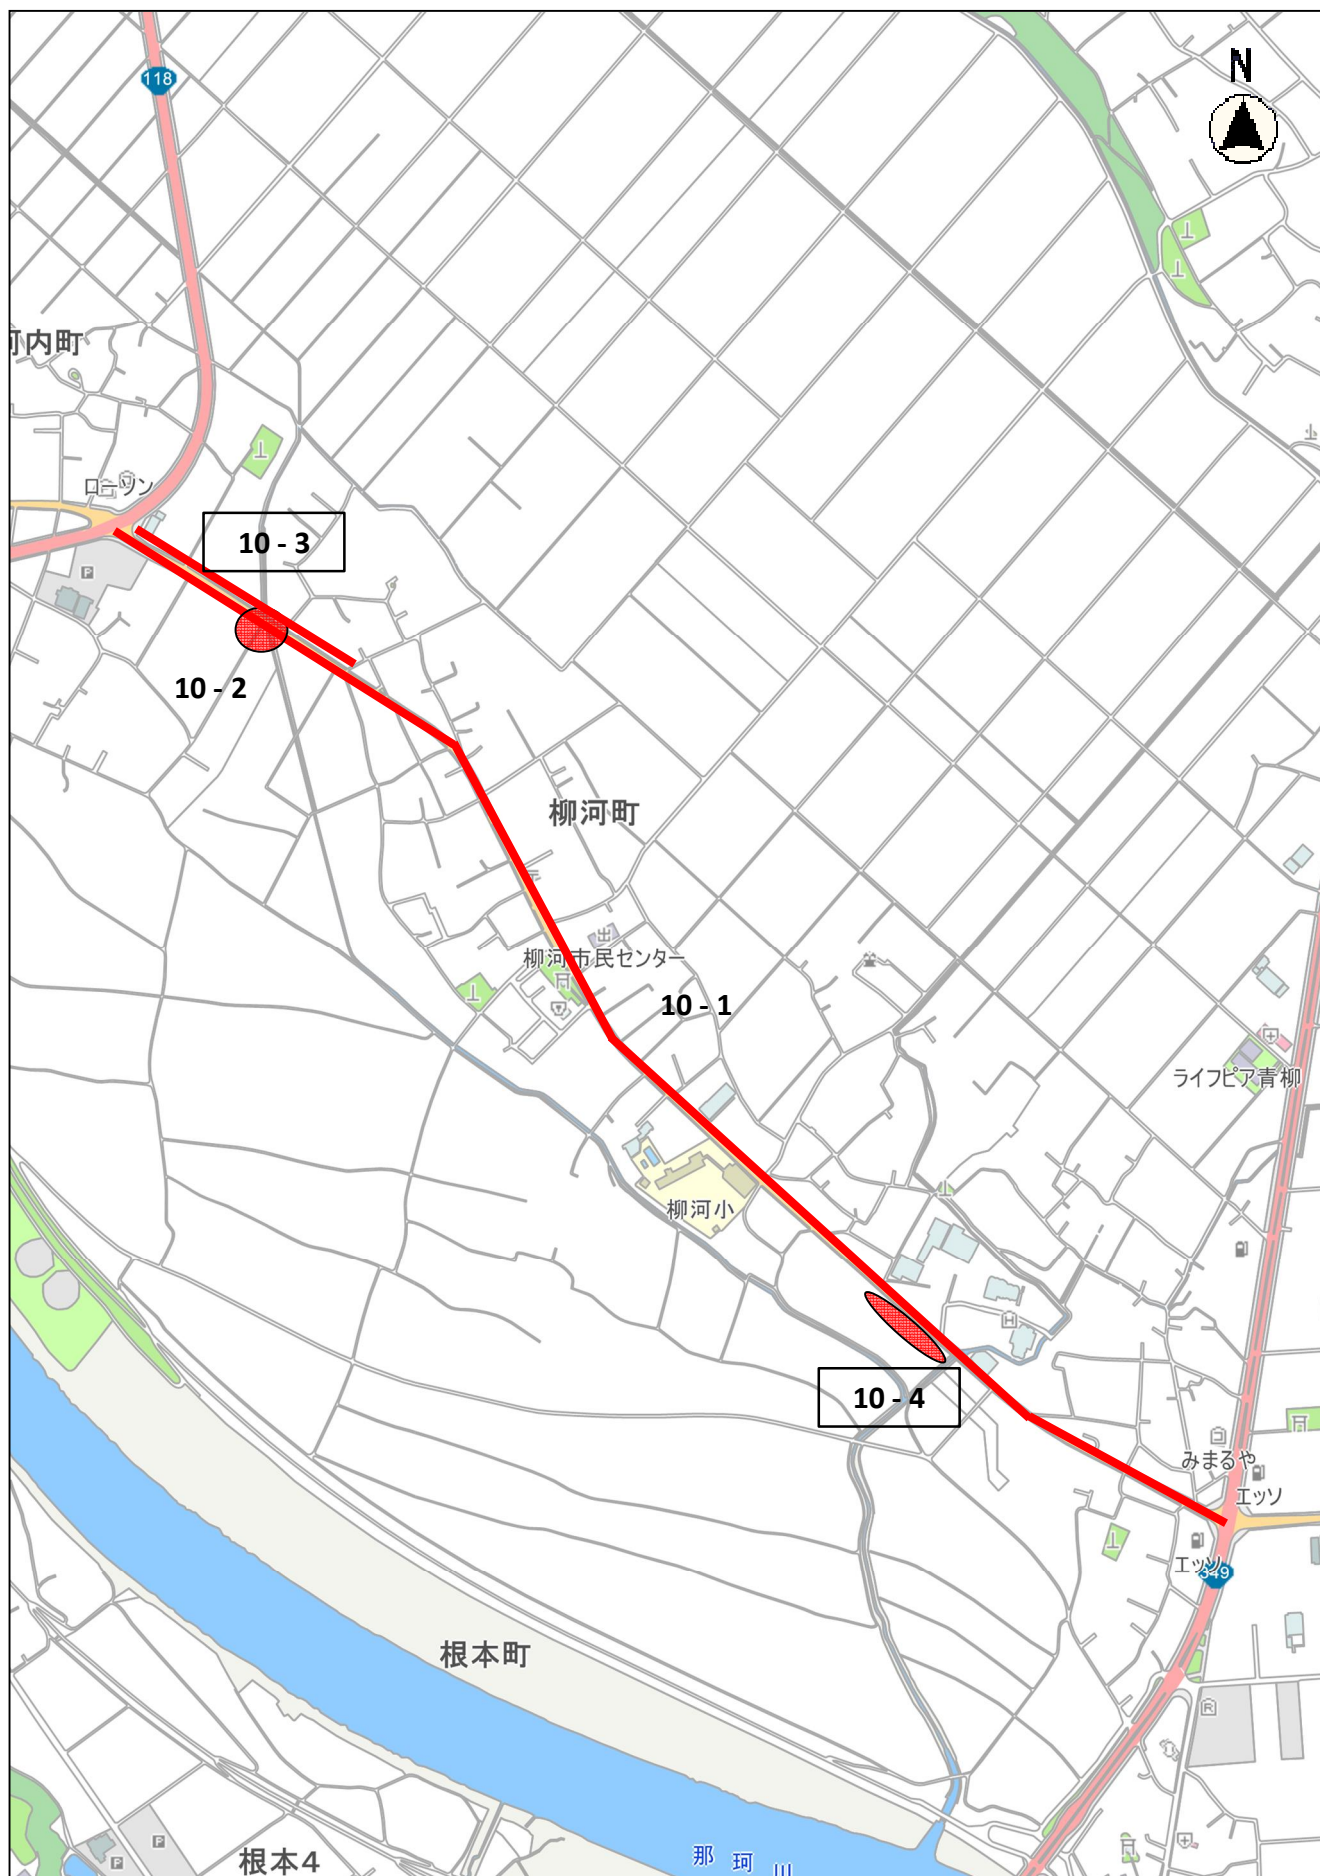 N
118
河内町
ローソン
10 - 3
10 - 2
柳河町
柳河市民センター
10 - 1
ライフピア青柳
柳河小
10 - 4
みまるや
エッソ
エッソ
349
根本町
根本4
那珂川